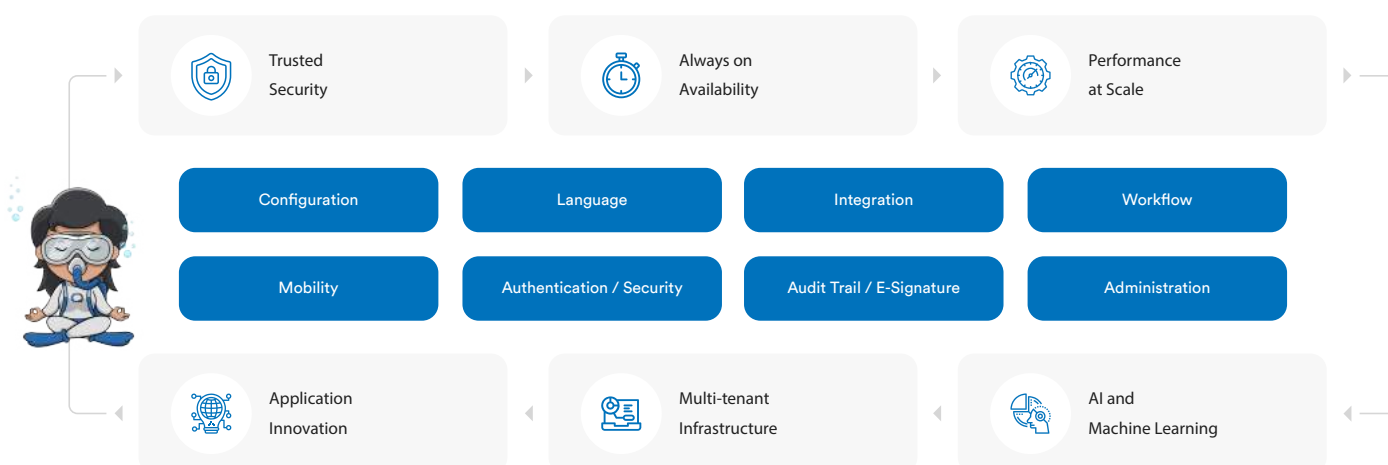 Trusted
Security
Always on
Availability
Performance
at Scale
Configuration
Language
Integration
Workflow
Mobility
Authentication / Security
Audit Trail / E-Signature
Administration
Application
Innovation
Multi-tenant
Infrastructure
AI and
Machine Learning